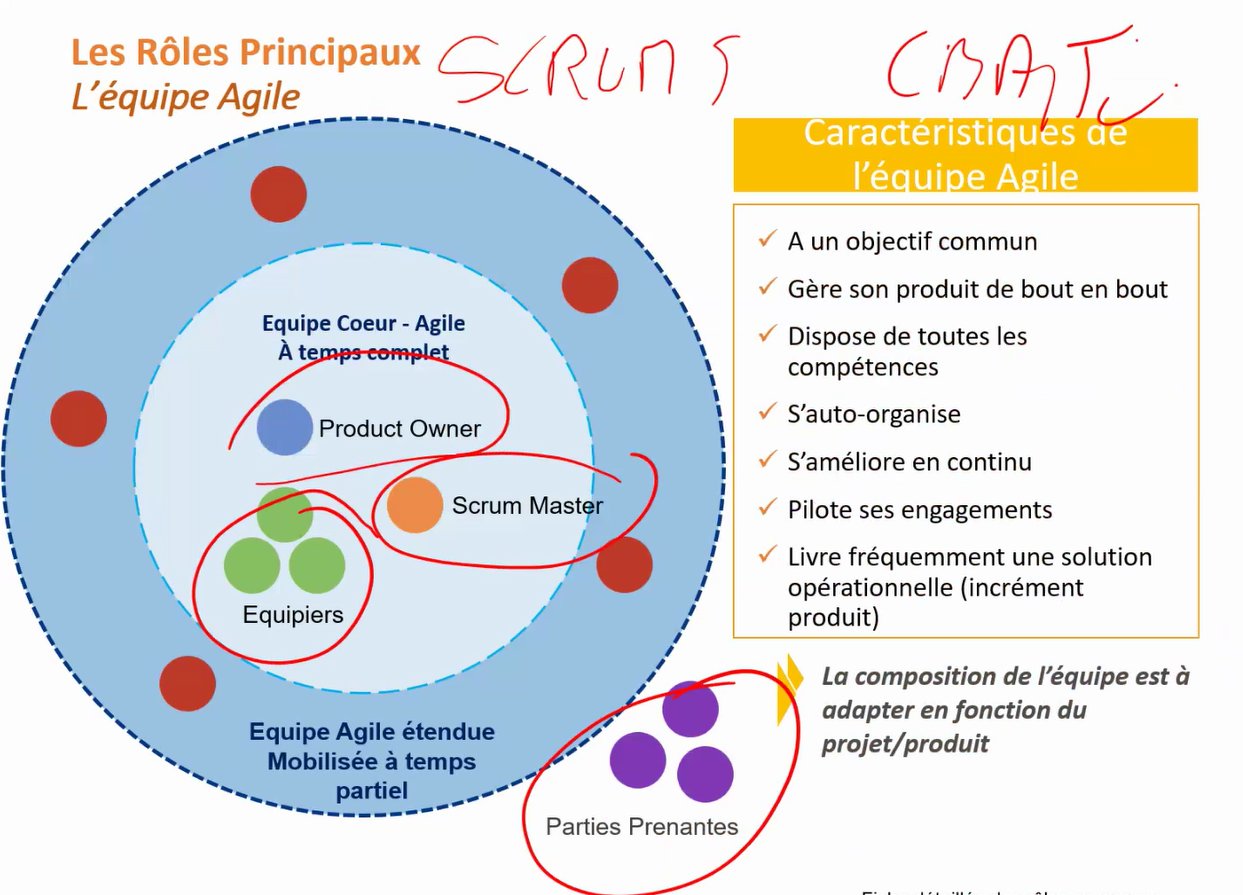 Les Rôles Principaux
SCRUM
L’équipe Agile
Equipe Coeur - Agile
À temps complet
Product Owner
Scrum Master
Equipiers
Equipe Agile étendue
Mobilisée à temps
partiel
Parties Prenantes
Caractéristiques de
l’équipe Agile
✓ A un objectif commun
✓ Gère son produit de bout en bout
✓ Dispose de toutes les
compétences
✓ S’auto-organise
✓ S’améliore en continu
✓ Pilote ses engagements
✓ Livre fréquemment une solution
opérationnelle (incrément
produit)
La composition de l’équipe est à
adapter en fonction du
projet/produit